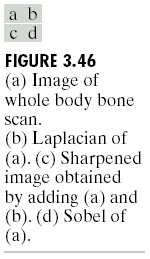 a b
c d
FIGURE 3.46
(a) Image of
whole body bone
scan.
(b) Laplacian of
(a). (c) Sharpened
image obtained
by adding (a) and
(b). (d) Sobel of
(a).